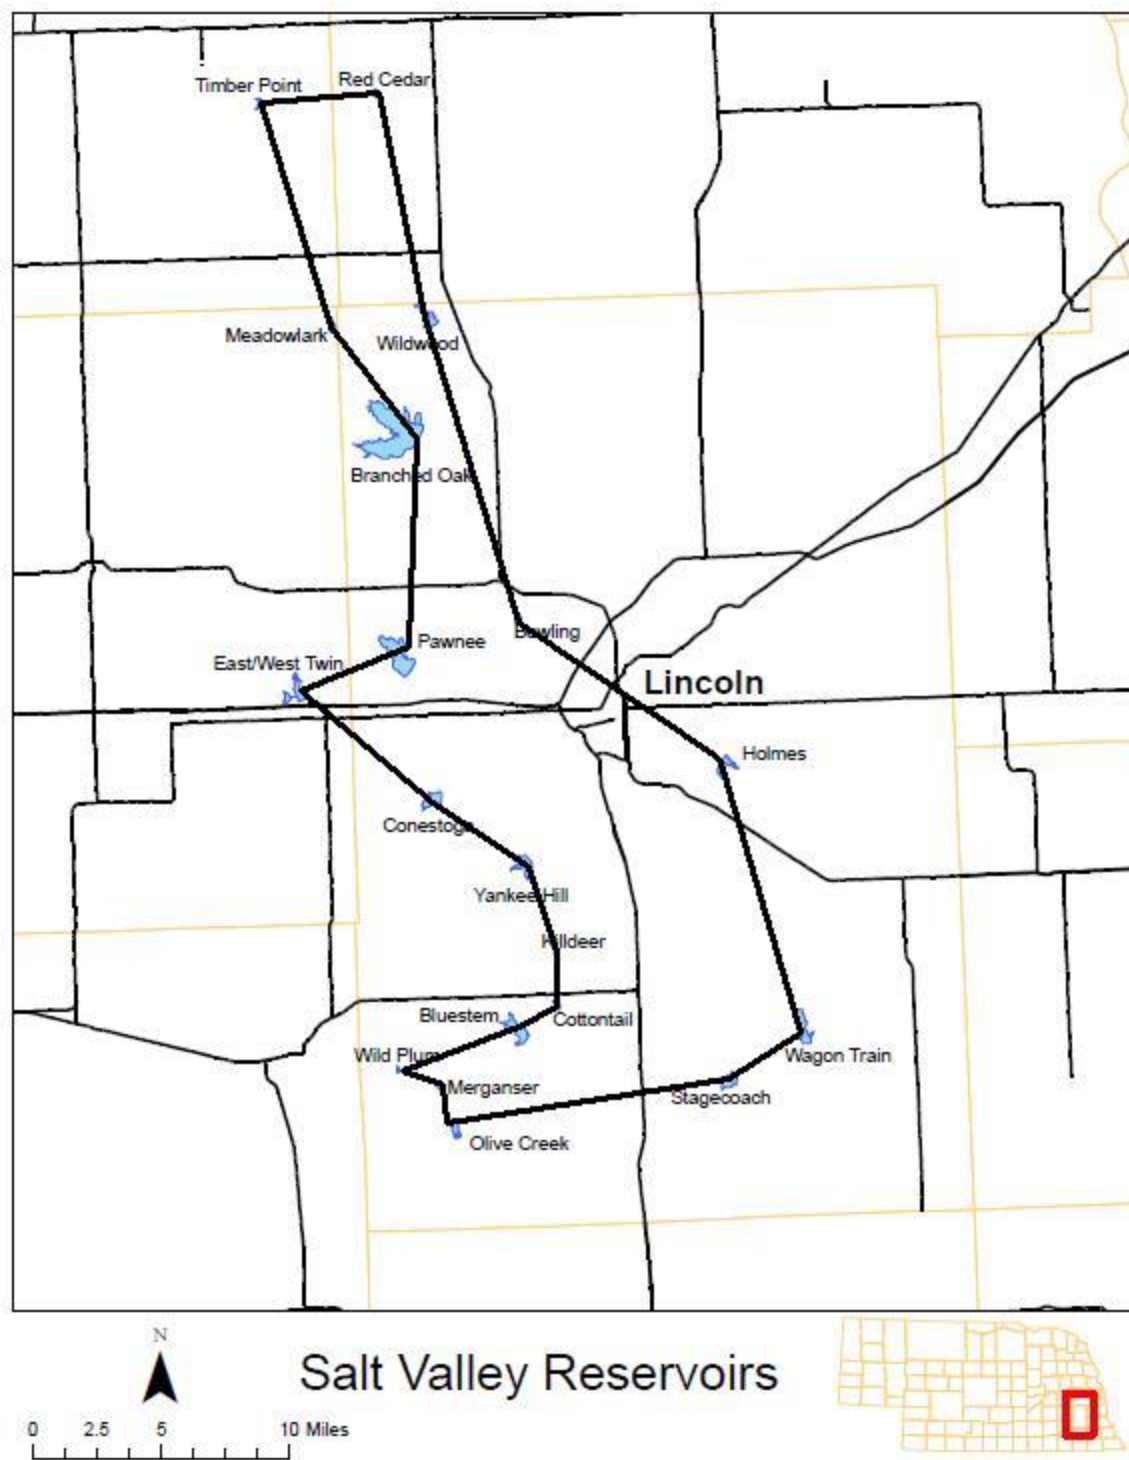 Timber Point
Red Cedar
Meadowlark
Wildwood
Branched Oak
Bowling
Pawnee
East/West Twin
Lincoln
Holmes
Conestoga
Yankee Hill
Killdeer
Bluestem
Cottontail
Wild Plum
Wagon Train
Merganser
Stagecoach
Olive Creek
N
Salt Valley Reservoirs
0 2.5 5 10 Miles